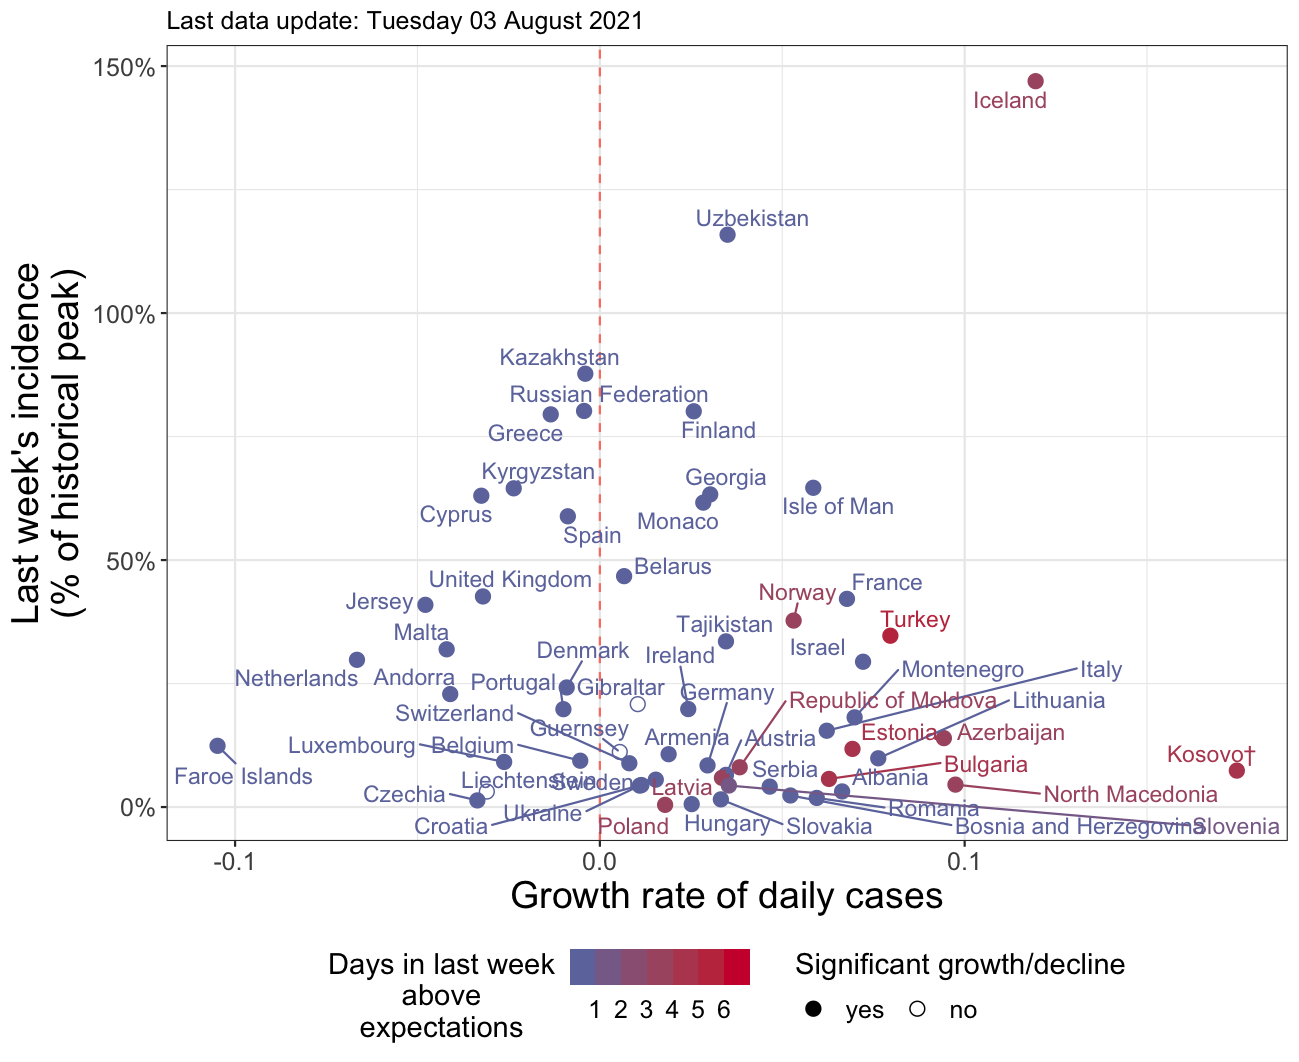 Last data update: Tuesday 03 August 2021
150%
Iceland
Uzbekistan
100%
Kazakhstan
Russian Federation
Greece
Finland
Kyrgyzstan
Georgia
Cyprus
Monaco
Isle of Man
Spain
50%
Belarus
United Kingdom
France
Jersey
Norway
Turkey
Malta
Tajikistan
Israel
Denmark
Ireland
Montenegro
Italy
Netherlands
Andorra
Portugal
Gibraltar
Germany
Republic of Moldova
Lithuania
Switzerland
Guernsey
Armenia
Austria
Estonia
Azerbaijan
Luxembourg
Belgium
Kosovo†
Faroe Islands
Liechtenstein
Sweden
Serbia
Albania
Bulgaria
Czechia
Latvia
North Macedonia
0%
Ukraine
Romania
Croatia
Poland
Hungary
Slovakia
Bosnia and Herzegovina
Slovenia
-0.1
0.0
0.1
Last week's incidence
(% of historical peak)
Growth rate of daily cases
Days in last week
above
expectations
1 2 3 4 5 6
Significant growth/decline
yes
no